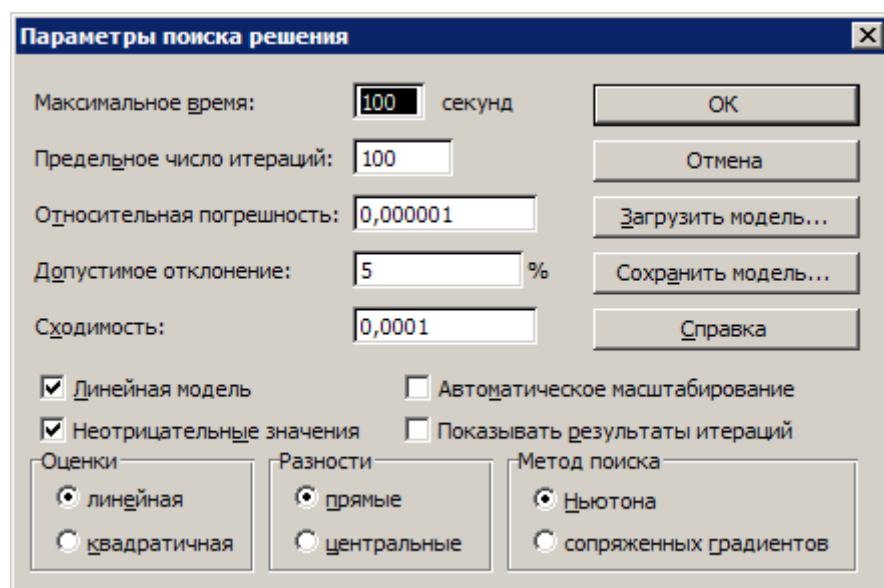 Параметры поиска решения
Максимальное время: 100 секунд
OK
Предельное число итераций: 100
Отмена
Относительная погрешность: 0,000001
Загрузить модель...
Допустимое отклонение: 5 %
Сохранить модель...
Сходимость: 0,0001
Справка
Линейная модель
Автоматическое масштабирование
Неотрицательные значения
Показывать результаты итераций
Оценки
линейная
квадратичная
Разности
прямые
центральные
Метод поиска
Ньютона
сопряженных градиентов